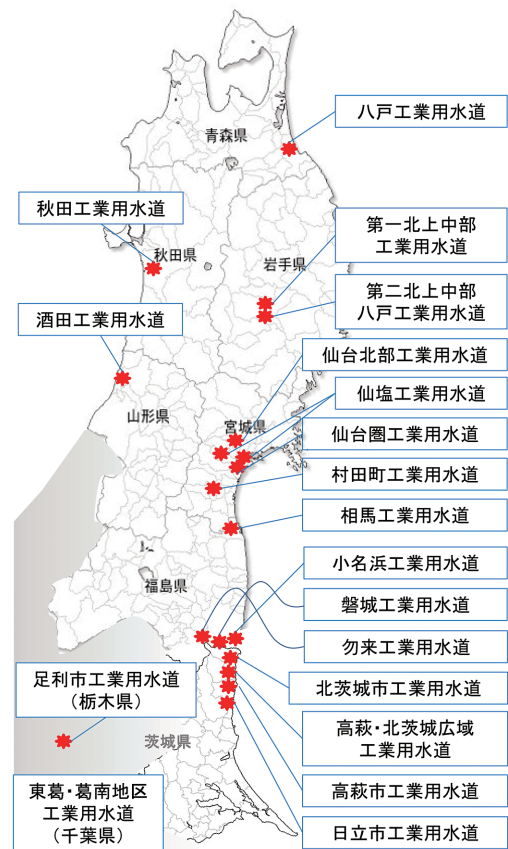 八戸工業用水道
青森県
秋田工業用水道
秋田県
岩手県
第一北上中部
工業用水道
第二北上中部
八戸工業用水道
酒田工業用水道
仙台北部工業用水道
山形県
宮城県
仙塩工業用水道
仙台圏工業用水道
村田町工業用水道
相馬工業用水道
福島県
小名浜工業用水道
磐城工業用水道
勿来工業用水道
足利市工業用水道
(栃木県)
北茨城市工業用水道
茨城県
高萩・北茨城広域
工業用水道
東葛・葛南地区
工業用水道
(千葉県)
高萩市工業用水道
日立市工業用水道